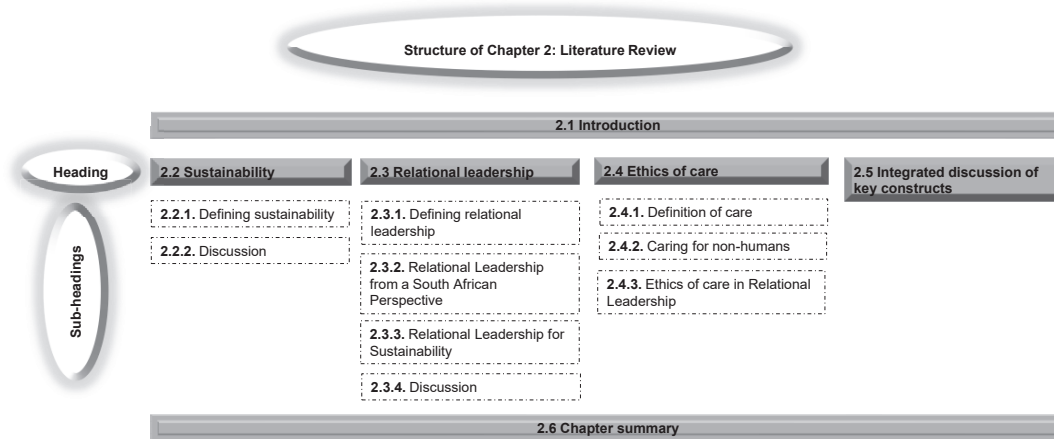 Structure of Chapter 2: Literature Review
2.1 Introduction
Heading
2.2 Sustainability
2.3 Relational leadership
2.4 Ethics of care
2.5 Integrated discussion of
key constructs
Sub-headings
2.2.1. Defining sustainability
2.2.2. Discussion
2.3.1. Defining relational
leadership
2.3.2. Relational Leadership
from a South African
Perspective
2.3.3. Relational Leadership for
Sustainability
2.3.4. Discussion
2.4.1. Definition of care
2.4.2. Caring for non-humans
2.4.3. Ethics of care in Relational
Leadership
2.6 Chapter summary